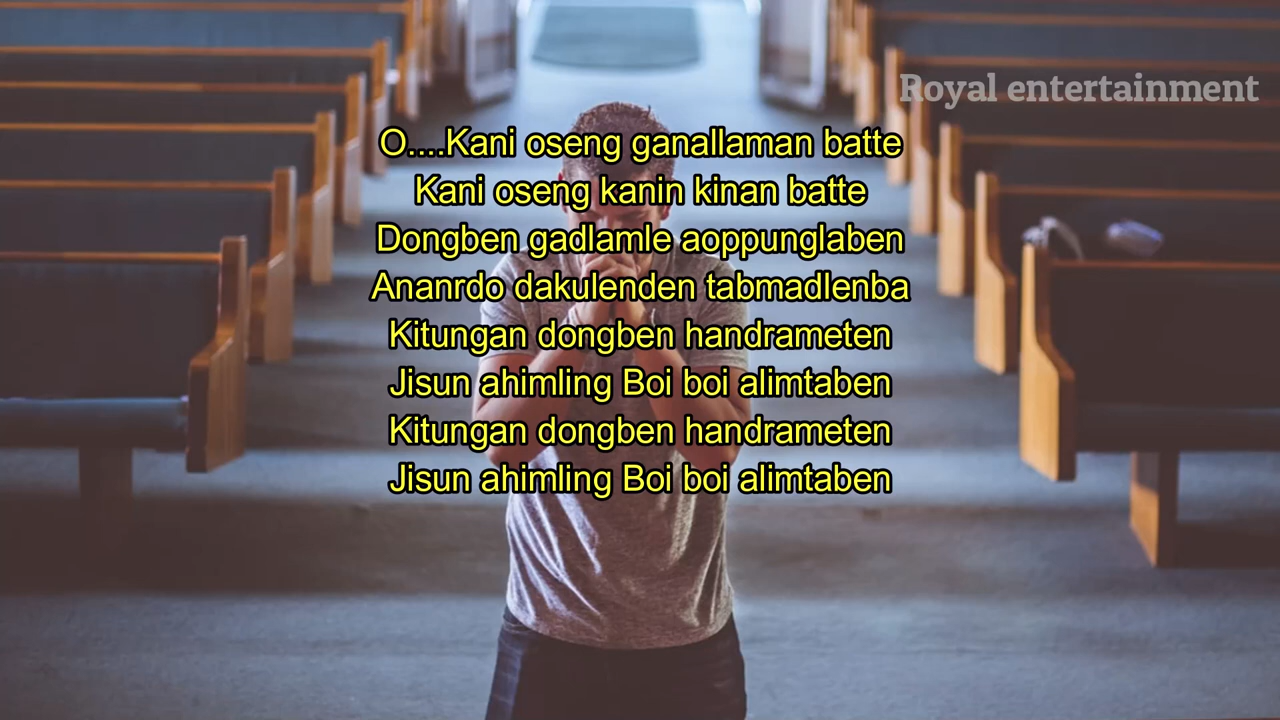 Royal entertainment
O....Kani oseng ganallaman batte
Kani oseng kanin kinan batte
Dongben gadlamle aoppunglaben
Ananrdo dakulenden tabmadlenba
Kitungan dongben handrameten
Jisun ahimling Boi boi alimtaben
Kitungan dongben handrameten
Jisun ahimling Boi boi alimtaben